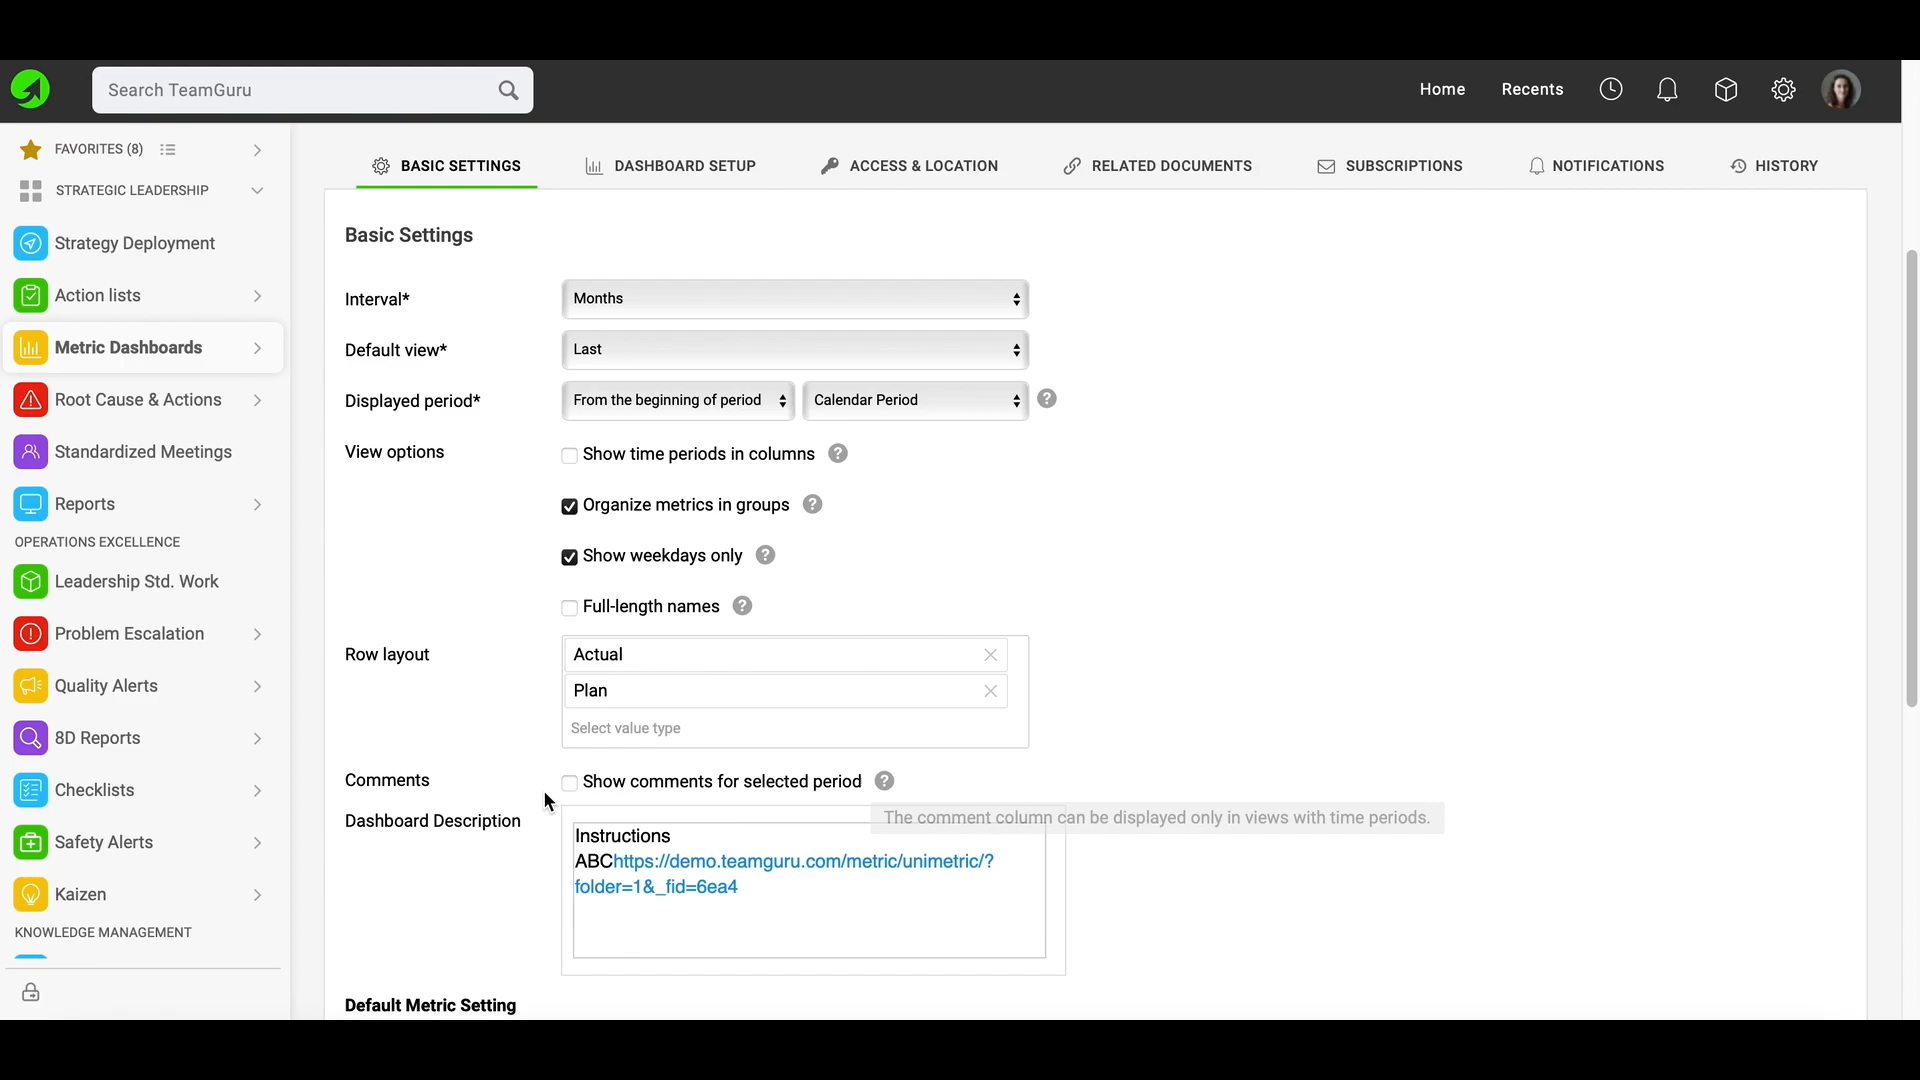 Search TeamGuru
Home
Recents
FAVORITES (8)
STRATEGIC LEADERSHIP
Strategy Deployment
Action lists
Metric Dashboards
Root Cause & Actions
Standardized Meetings
Reports
OPERATIONS EXCELLENCE
Leadership Std. Work
Problem Escalation
Quality Alerts
8D Reports
Checklists
Safety Alerts
Kaizen
KNOWLEDGE MANAGEMENT
BASIC SETTINGS
DASHBOARD SETUP
ACCESS & LOCATION
RELATED DOCUMENTS
SUBSCRIPTIONS
NOTIFICATIONS
HISTORY
Basic Settings
Interval*
Months
Default view*
Last
Displayed period*
From the beginning of period
Calendar Period
?
View options
Show time periods in columns ?
Organize metrics in groups ?
Show weekdays only ?
Full-length names ?
Row layout
Actual
Plan
Select value type
Comments
Show comments for selected period ?
The comment column can be displayed only in views with time periods.
Dashboard Description
Instructions
ABChttps://demo.teamguru.com/metric/unimetric/?
folder=1&_fid=6ea4
Default Metric Setting